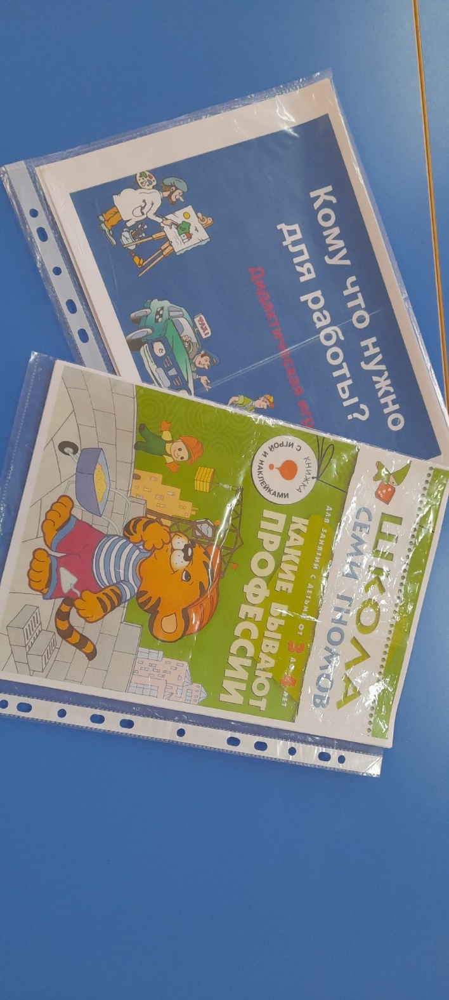 Кому что нужно
для работы?
Дидактическая игр
TAXI
ШКОЛА
СЕМИ ГНОМОВ
ДЛЯ ЗАНЯТИЙ С ДЕТЬМИ ОТ 3 ДО 4 ЛЕТ
КАКИЕ БЫВАЮТ
ПРОФЕССИИ
КНИЖКА
С ИГРОЙ И НАКЛЕЙКАМИ